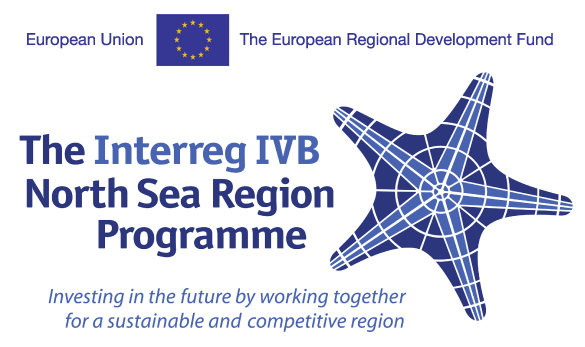 European Union The European Regional Development Fund
The Interreg IVB
North Sea Region
Programme
Investing in the future by working together
for a sustainable and competitive region